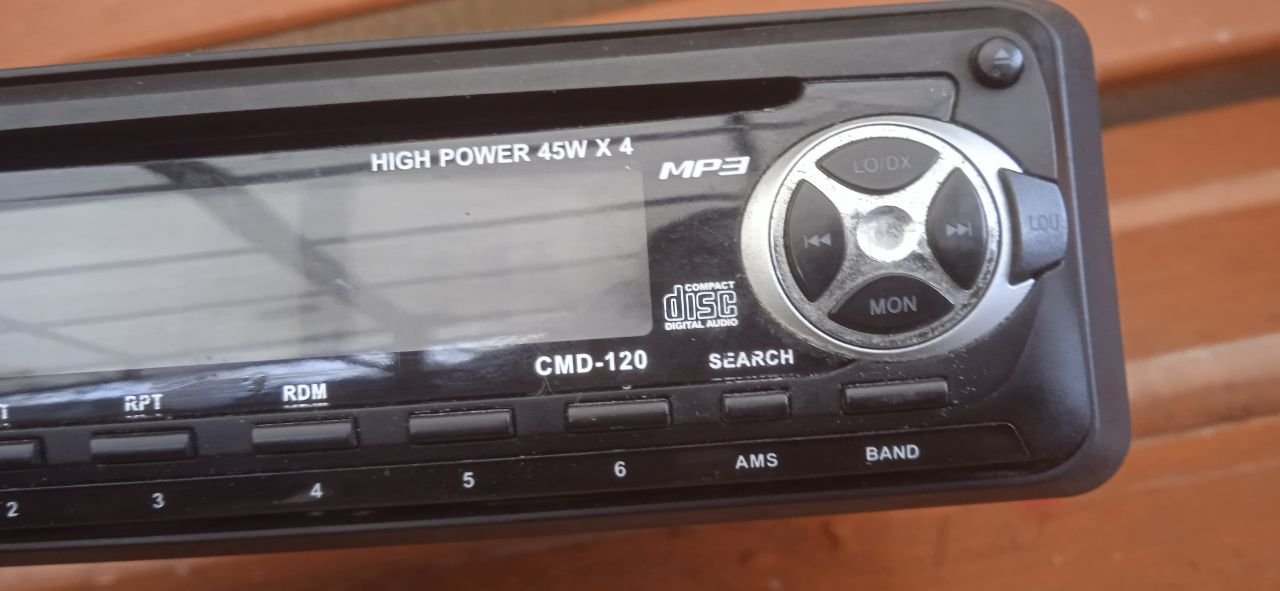 HIGH POWER 45W X 4
MP3
LO/DX
LOU
MON
COMPACT
disc
DIGITAL AUDIO
CMD-120
SEARCH
RPT
RDM
2
3
4
5
6
AMS
BAND